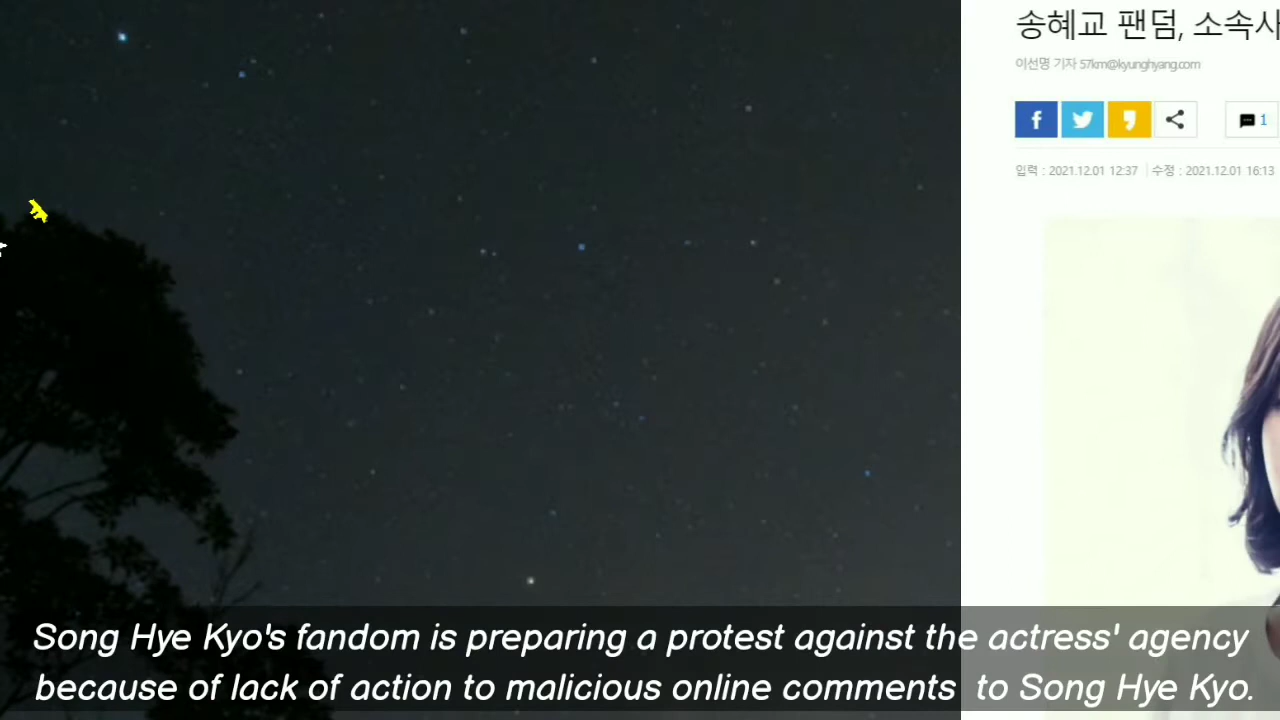 송혜교 팬덤, 소속사
이선명 기자 57km@kyunghyang.com
1
입력 : 2021.12.01 12:37 수정 : 2021.12.01 16:13
Song Hye Kyo's fandom is preparing a protest against the actress' agency
because of lack of action to malicious online comments to Song Hye Kyo.